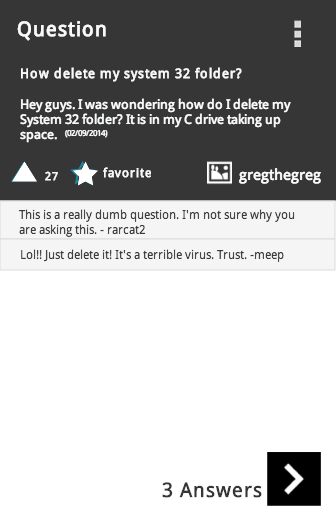 Question
How delete my system 32 folder?
Hey guys. I was wondering how do I delete my
System 32 folder? It is in my C drive taking up
space. (02/09/2014)
27 favorite gregthegreg
This is a really dumb question. I'm not sure why you
are asking this. - rarcat2
Lol!! Just delete it! It's a terrible virus. Trust. -meep
3 Answers